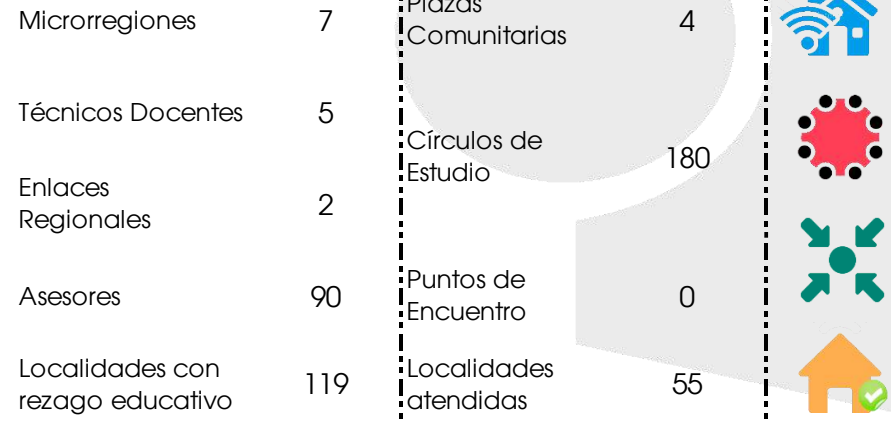 Microrregiones 7
Plazas
Comunitarias 4
Técnicos Docentes 5
Círculos de
Estudio 180
Enlaces
Regionales 2
Asesores 90
Puntos de
Encuentro 0
Localidades con
rezago educativo 119
Localidades
atendidas 55